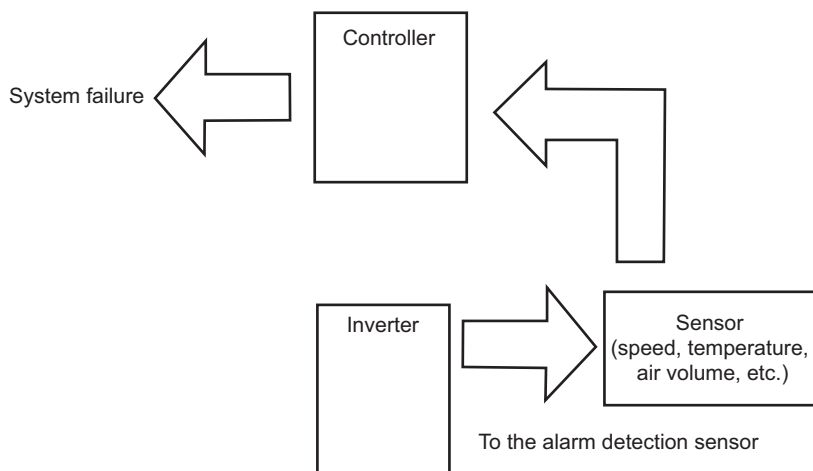 Controller
System failure
Inverter
Sensor
(speed, temperature,
air volume, etc.)
To the alarm detection sensor